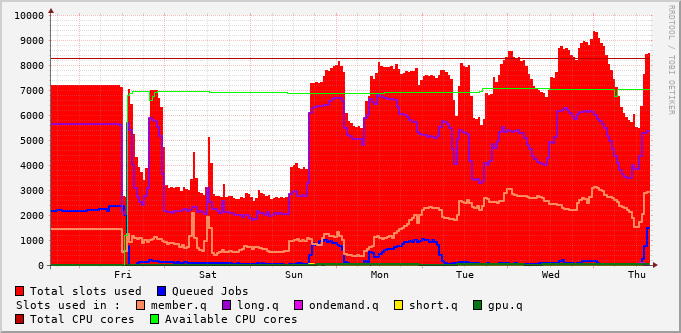 10000
9000
8000
7000
6000
5000
4000
3000
2000
1000
0
Fri Sat Sun Mon Tue Wed Thu
Total slots used Queued Jobs
Slots used in : member.q long.q ondemand.q short.q gpu.q
Total CPU cores Available CPU cores
RRDTOOL / TOBI OETIKER